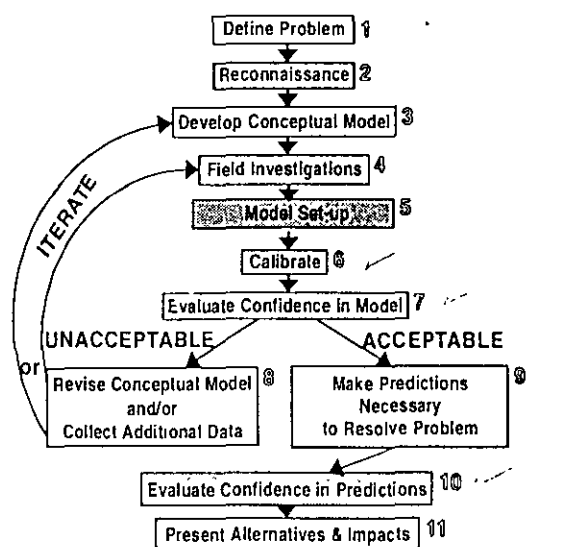 Define Problem 1
Reconnaissance 2
Develop Conceptual Model 3
Field Investigations 4
Model Set-up 5
Calibrate 6
Evaluate Confidence in Model 7
ITERATE
or
UNACCEPTABLE
ACCEPTABLE
Revise Conceptual Model 8
and/or
Collect Additional Data
Make Predictions 9
Necessary
to Resolve Problem
Evaluate Confidence in Predictions 10
Present Alternatives & Impacts 11